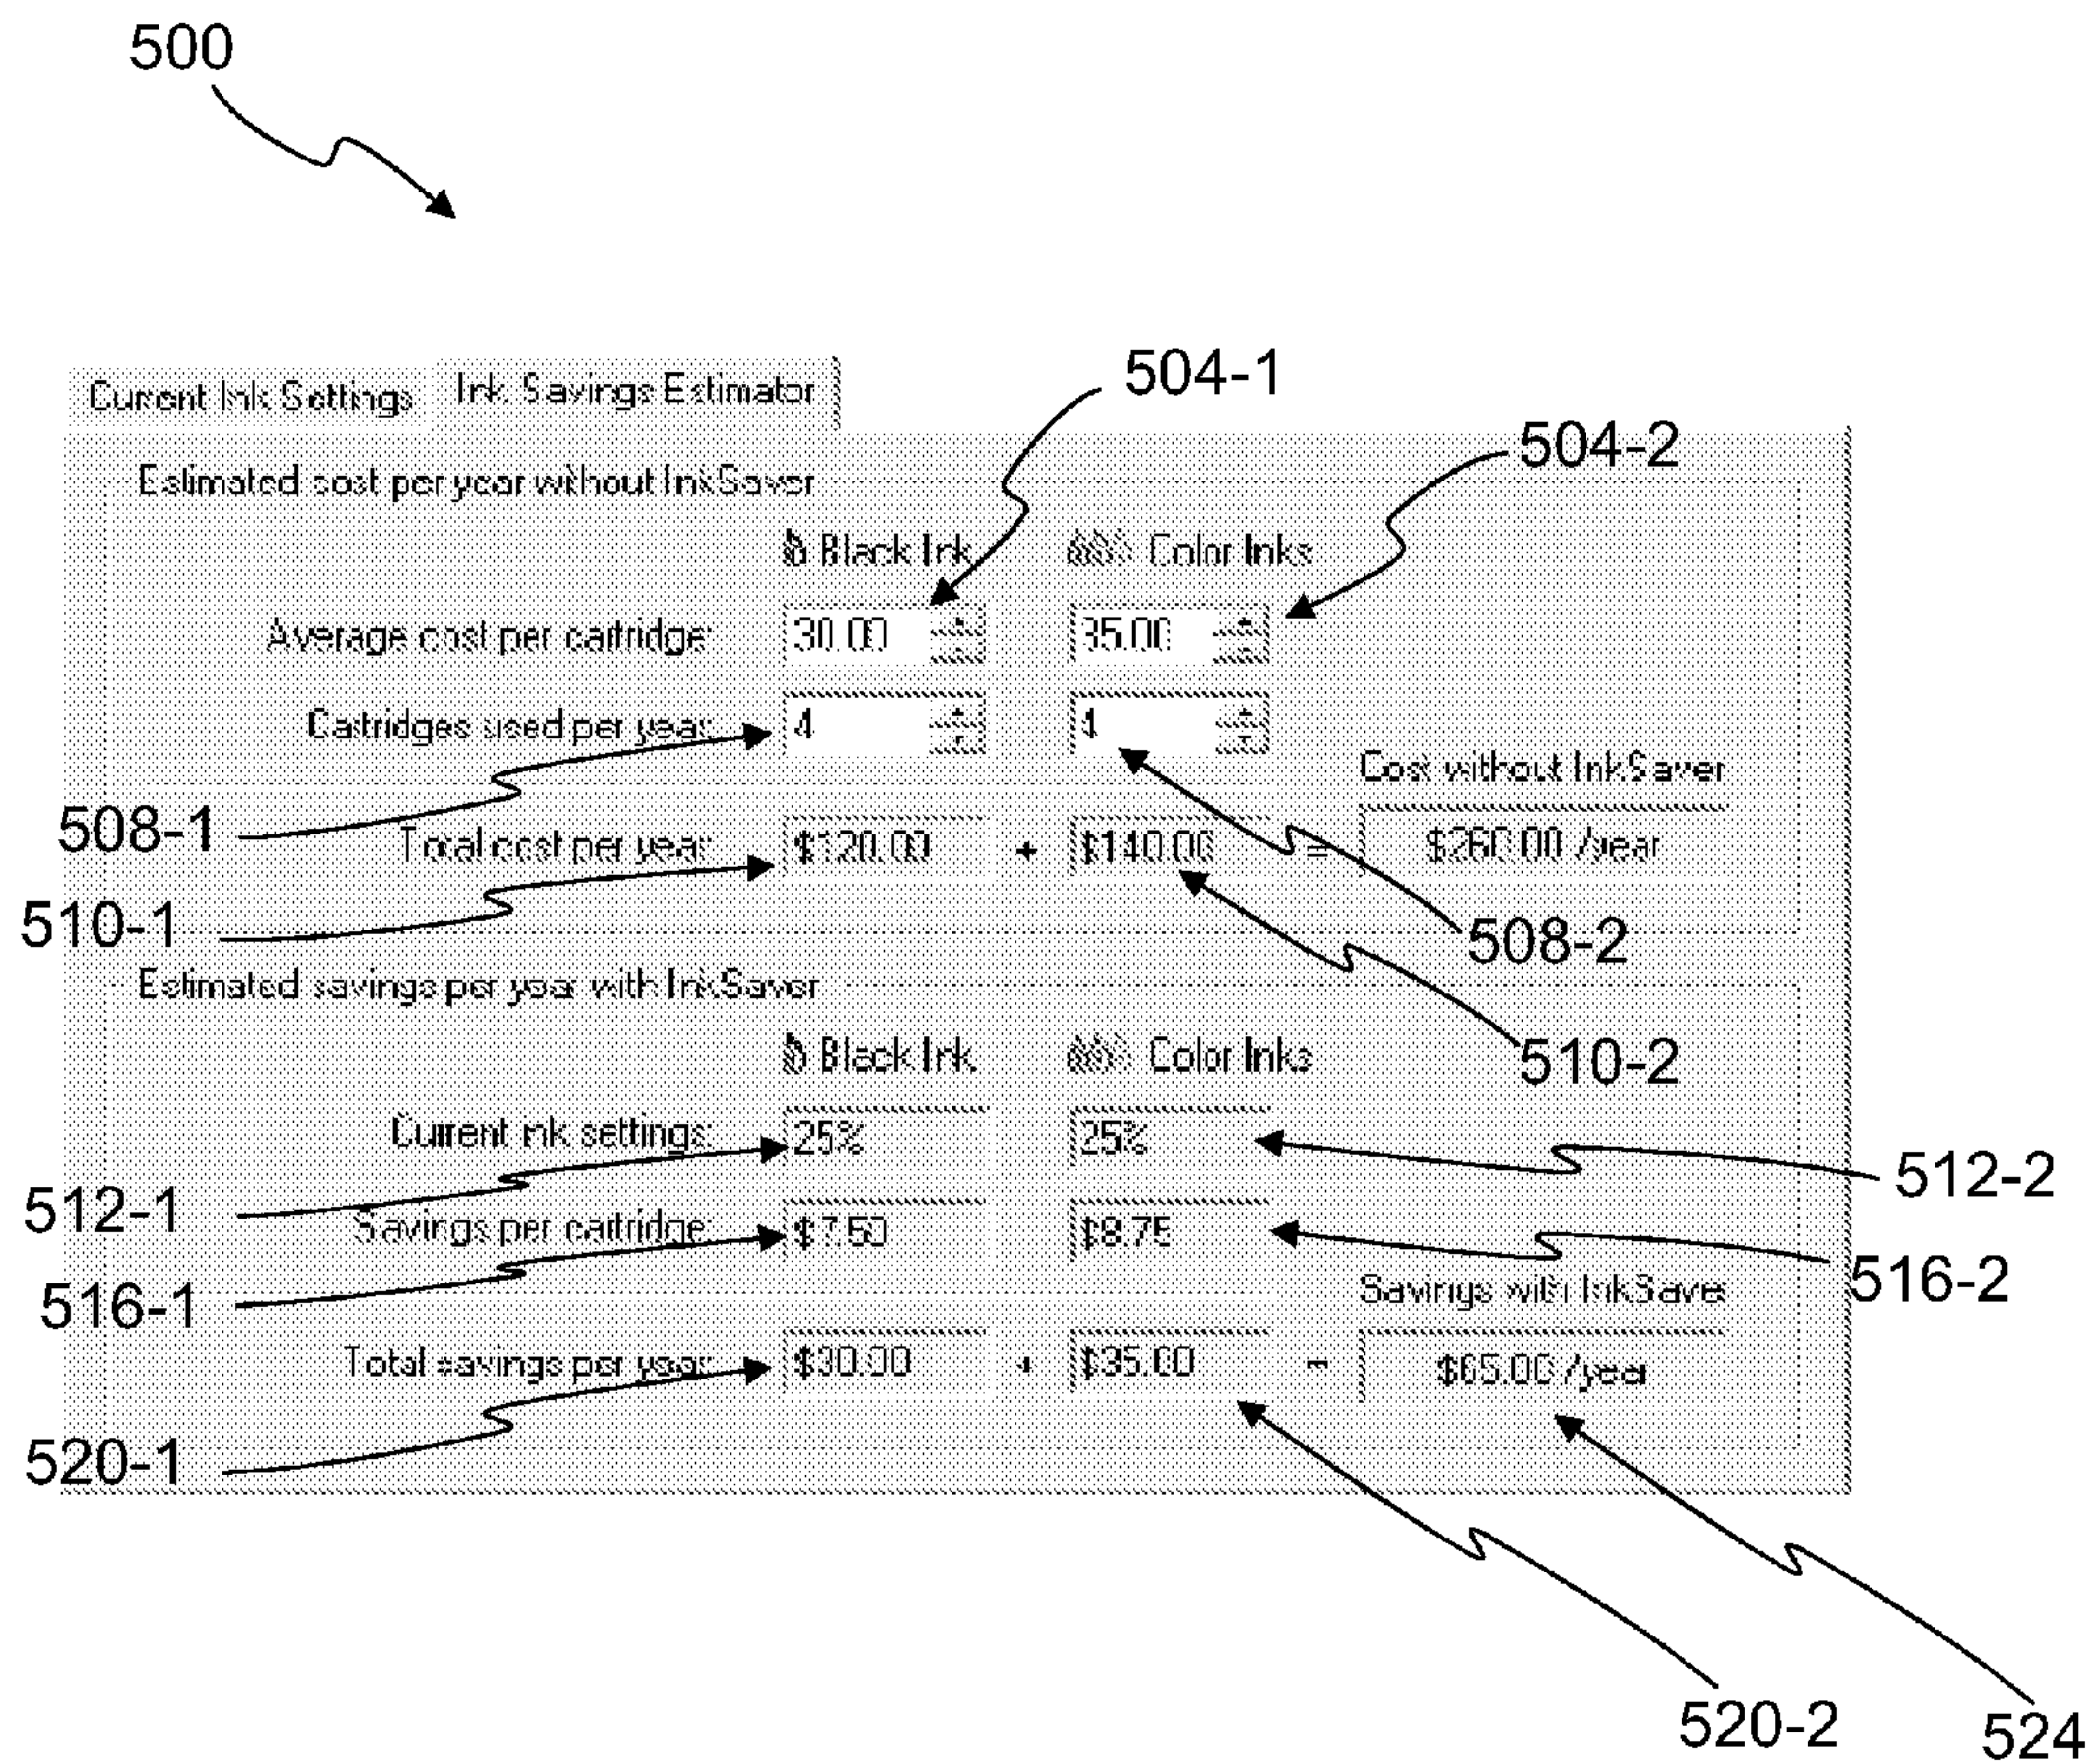 500
Current Ink Settings Ink Savings Estimator
504-1
504-2
Estimated cost per year without InkSaver
Black Ink Color Inks
Average cost per cartridge: 30.00 35.00
Cartridges used per year: 4 4
Cost without InkSaver
508-1
Total cost per year: $120.00 + $140.00 = $260.00 /year
510-1
508-2
Estimated savings per year with InkSaver
Black Ink Color Inks
510-2
Current ink settings: 25% 25%
512-1
512-2
Savings per cartridge: $7.50 $8.75
516-1
516-2
Savings with InkSaver
Total savings per year: $30.00 + $35.00 = $65.00 /year
520-1
520-2
524